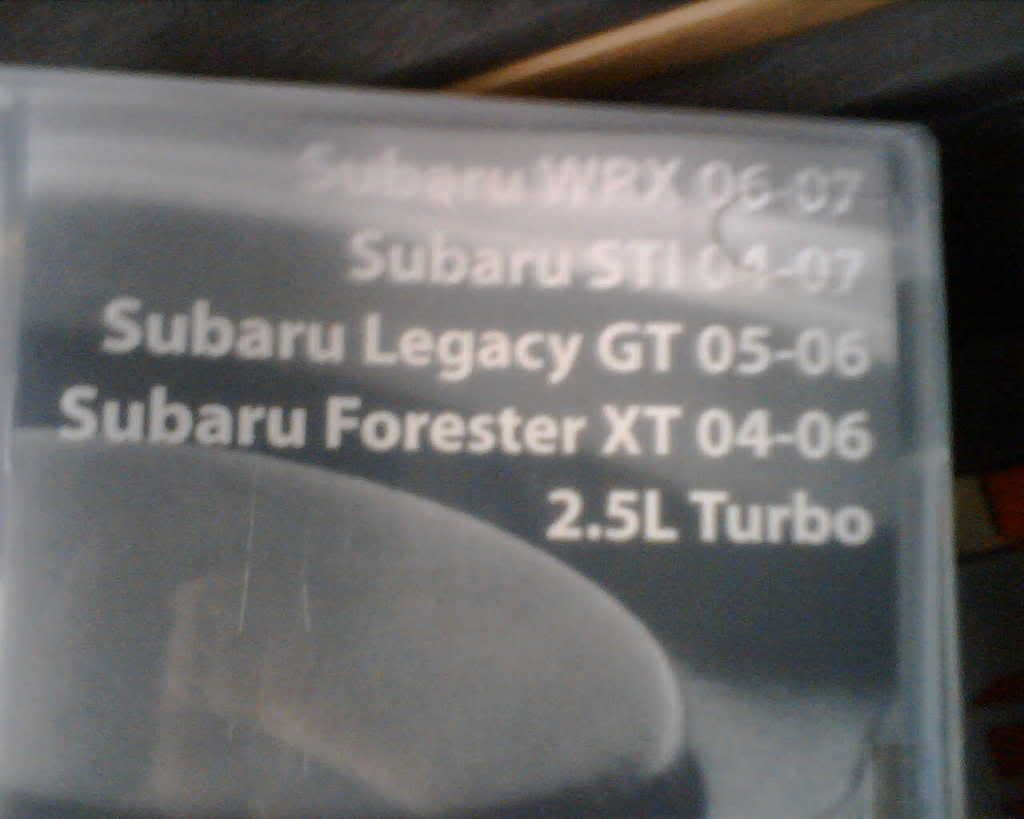 Subaru WRX 06-07
Subaru STI 04-07
Subaru Legacy GT 05-06
Subaru Forester XT 04-06
2.5L Turbo